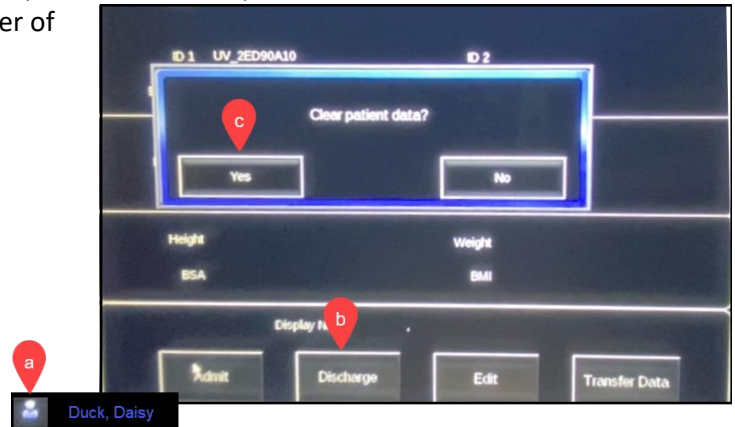 er of
ID 1 UV_2ED90A10 ID 2
Clear patient data?
c
Yes No
Height Weight
BSA BMI
Display b
Admit Discharge Edit Transfer Data
a
Duck, Daisy